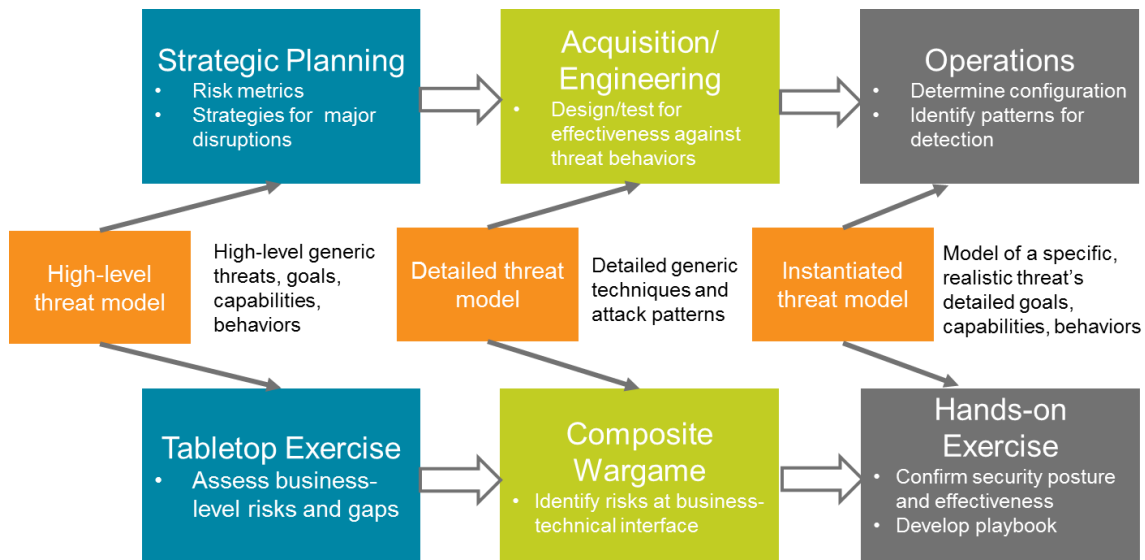 Strategic Planning
• Risk metrics
• Strategies for major
disruptions
Acquisition/
Engineering
• Design/test for
effectiveness against
threat behaviors
Operations
• Determine configuration
• Identify patterns for
detection
High-level
threat model
High-level generic
threats, goals,
capabilities,
behaviors
Detailed threat
model
Detailed generic
techniques and
attack patterns
Instantiated
threat model
Model of a specific,
realistic threat’s
detailed goals,
capabilities, behaviors
Tabletop Exercise
• Assess business-
level risks and gaps
Composite
Wargame
• Identify risks at business-
technical interface
Hands-on
Exercise
• Confirm security posture
and effectiveness
• Develop playbook